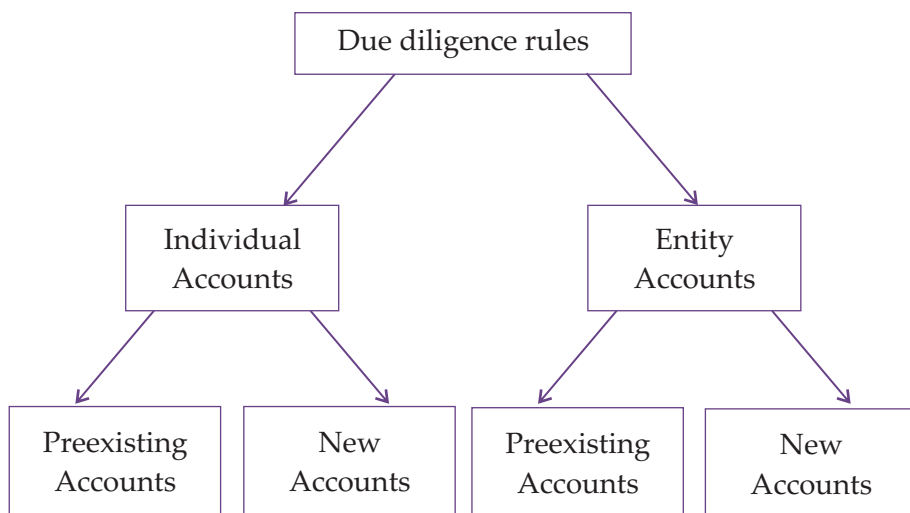 Due diligence rules
Individual
Accounts
Entity
Accounts
Preexisting
Accounts
New
Accounts
Preexisting
Accounts
New
Accounts